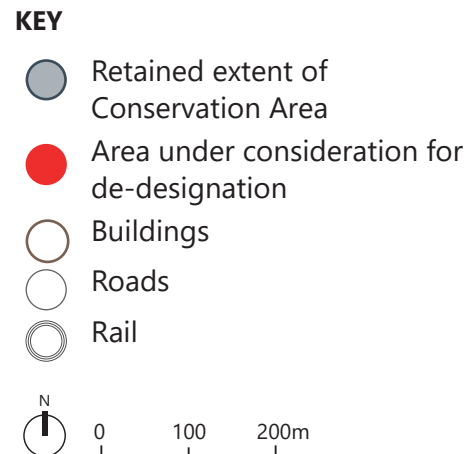 KEY
Retained extent of
Conservation Area
Area under consideration for
de-designation
Buildings
Roads
Rail
N
0 100 200m